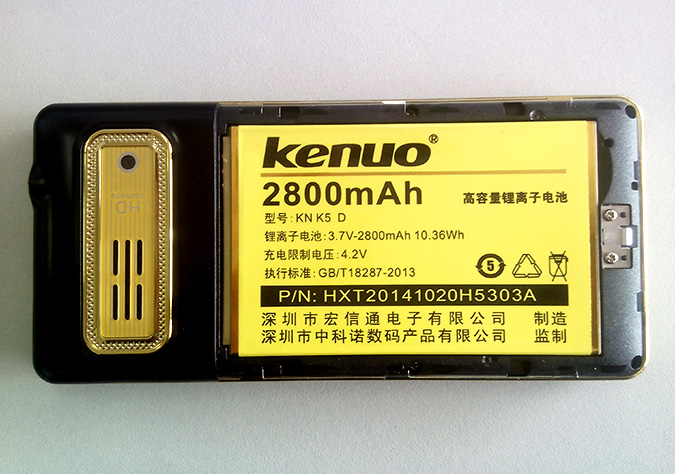 HD
Camera
Kenuo®
2800mAh 高容量锂离子电池
型号: KN K5 D
锂离子电池: 3.7V-2800mAh 10.36Wh
充电限制电压: 4.2V
执行标准: GB/T18287-2013
5
P/N: HXT20141020H5303A
深圳市宏信通电子有限公司 制造
深圳市中科诺数码产品有限公司 监制